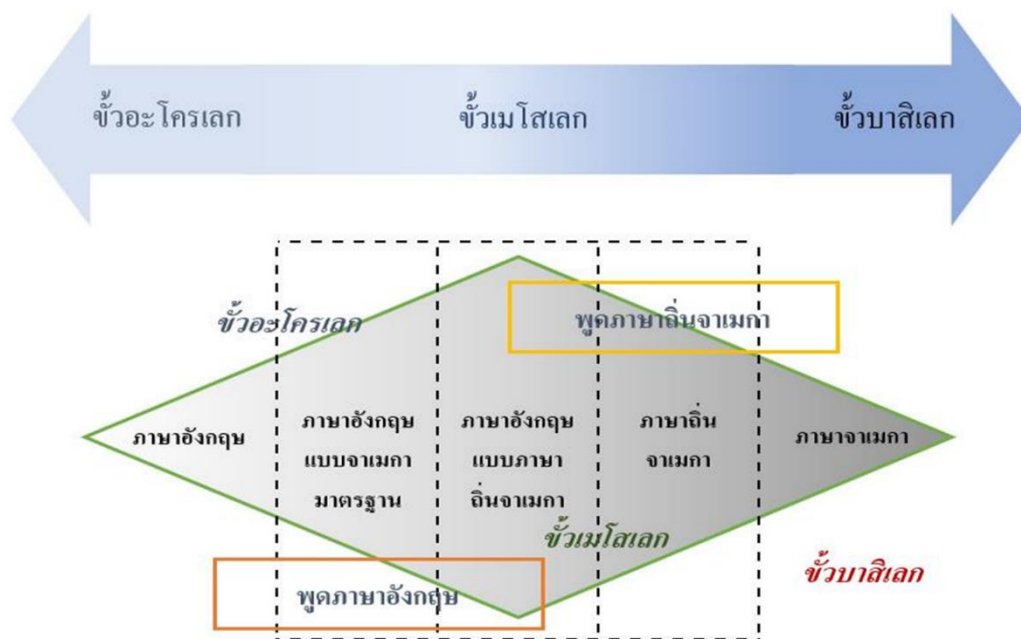 ขั้วอะโครเลก
ขั้วเมโสเลก
ขั้วบาสิเลก
ขั้วอะโครเลก
พูดภาษาถิ่นจาเมกา
ภาษาอังกฤษ
ภาษาอังกฤษ
แบบจาเมกา
มาตรฐาน
ภาษาอังกฤษ
แบบภาษา
ถิ่นจาเมกา
ภาษาถิ่น
จาเมกา
ภาษาจาเมกา
ขั้วเมโสเลก
ขั้วบาสิเลก
พูดภาษาอังกฤษ